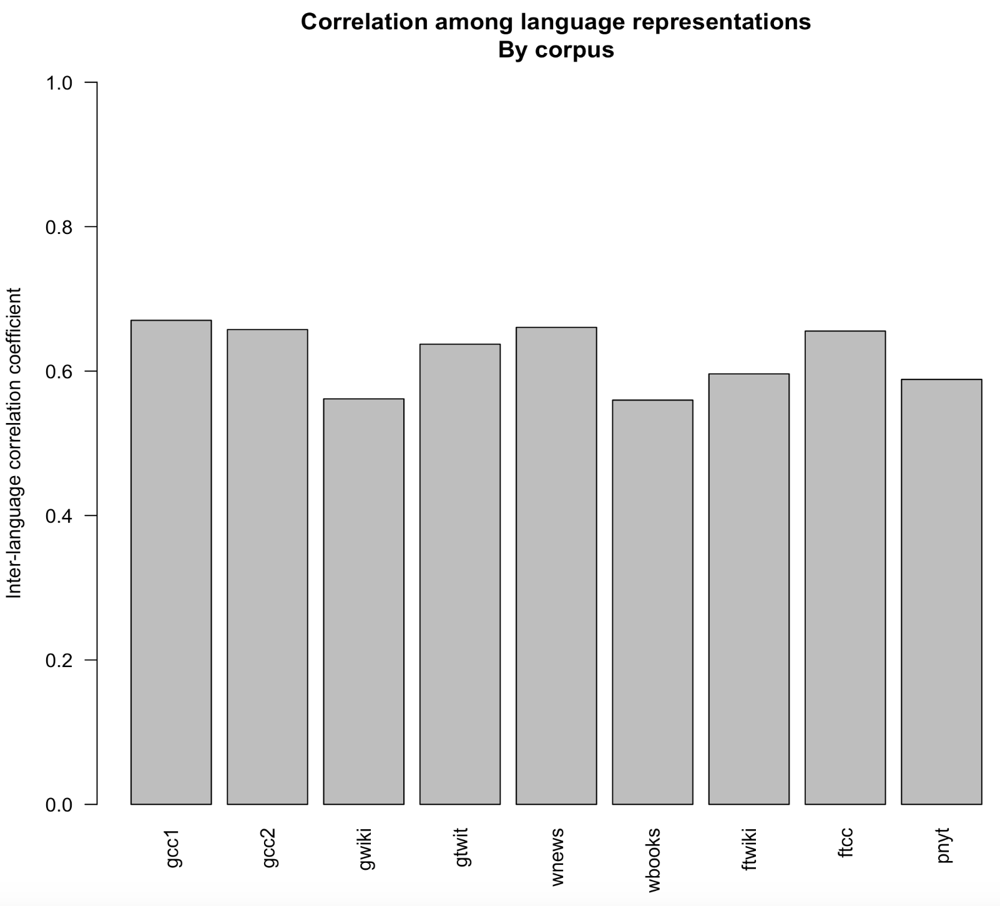 Correlation among language representations
By corpus
Inter-language correlation coefficient
1.0
0.8
0.6
0.4
0.2
0.0
gcc1
gcc2
gwiki
gtwit
wnews
wbooks
ftwiki
ftcc
pnyt